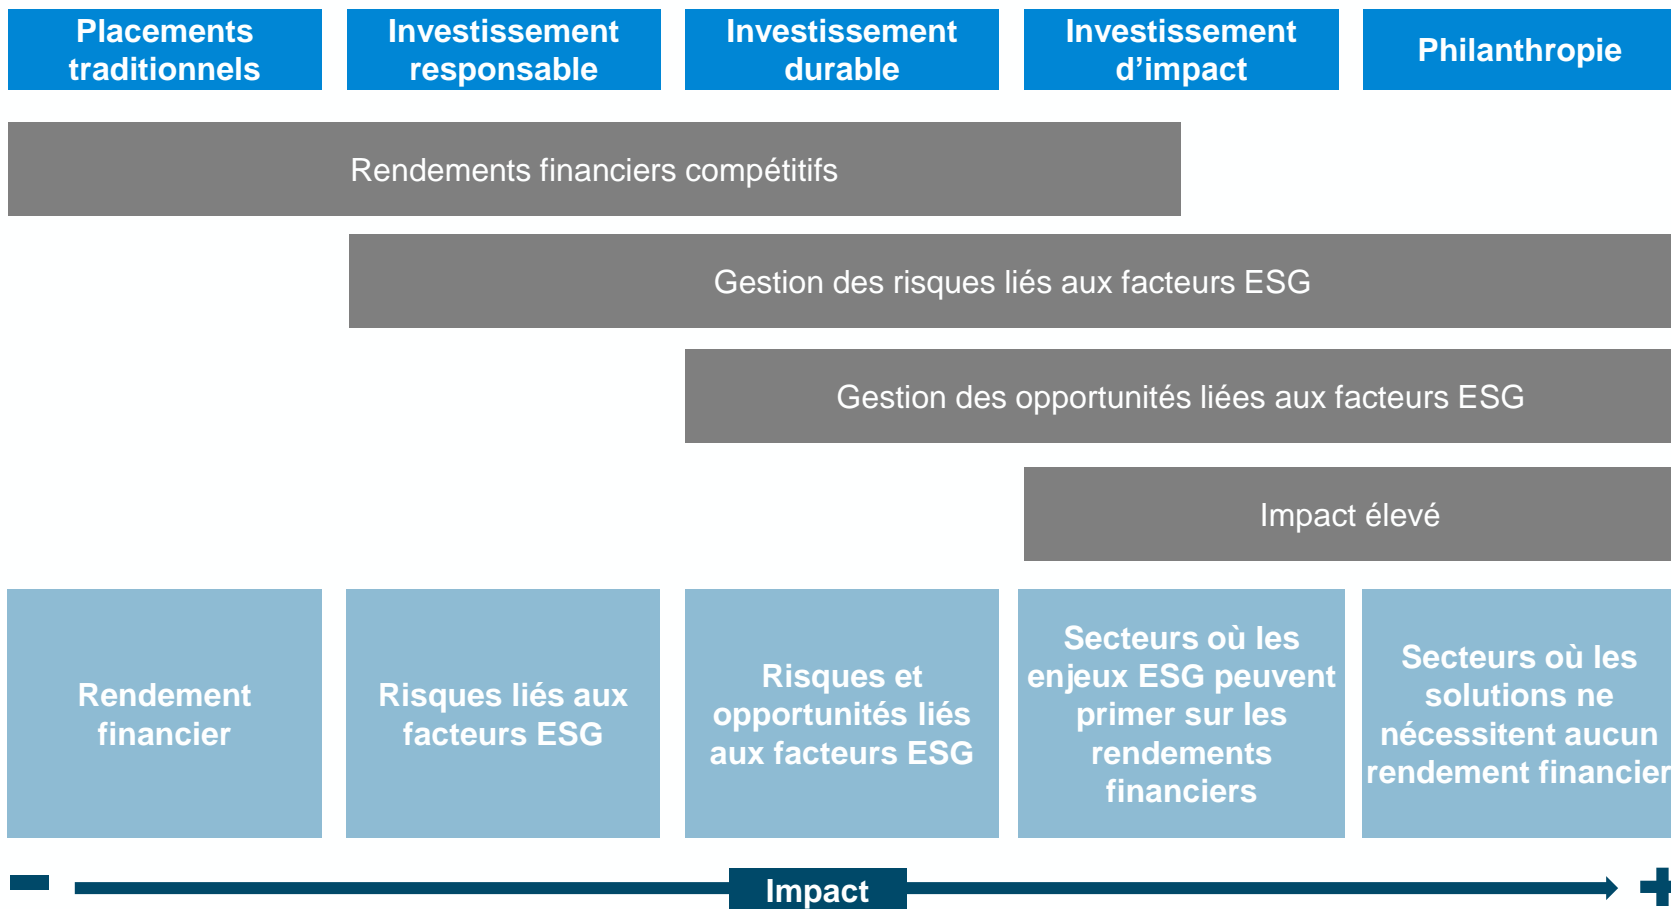 Placements
traditionnels
Investissement
responsable
Investissement
durable
Investissement
d’impact
Philanthropie
Rendements financiers compétitifs
Gestion des risques liés aux facteurs ESG
Gestion des opportunités liées aux facteurs ESG
Impact élevé
Rendement
financier
Risques liés aux
facteurs ESG
Risques et
opportunités liés
aux facteurs ESG
Secteurs où les
enjeux ESG peuvent
primer sur les
rendements
financiers
Secteurs où les
solutions ne
nécessitent aucun
rendement financier
Impact